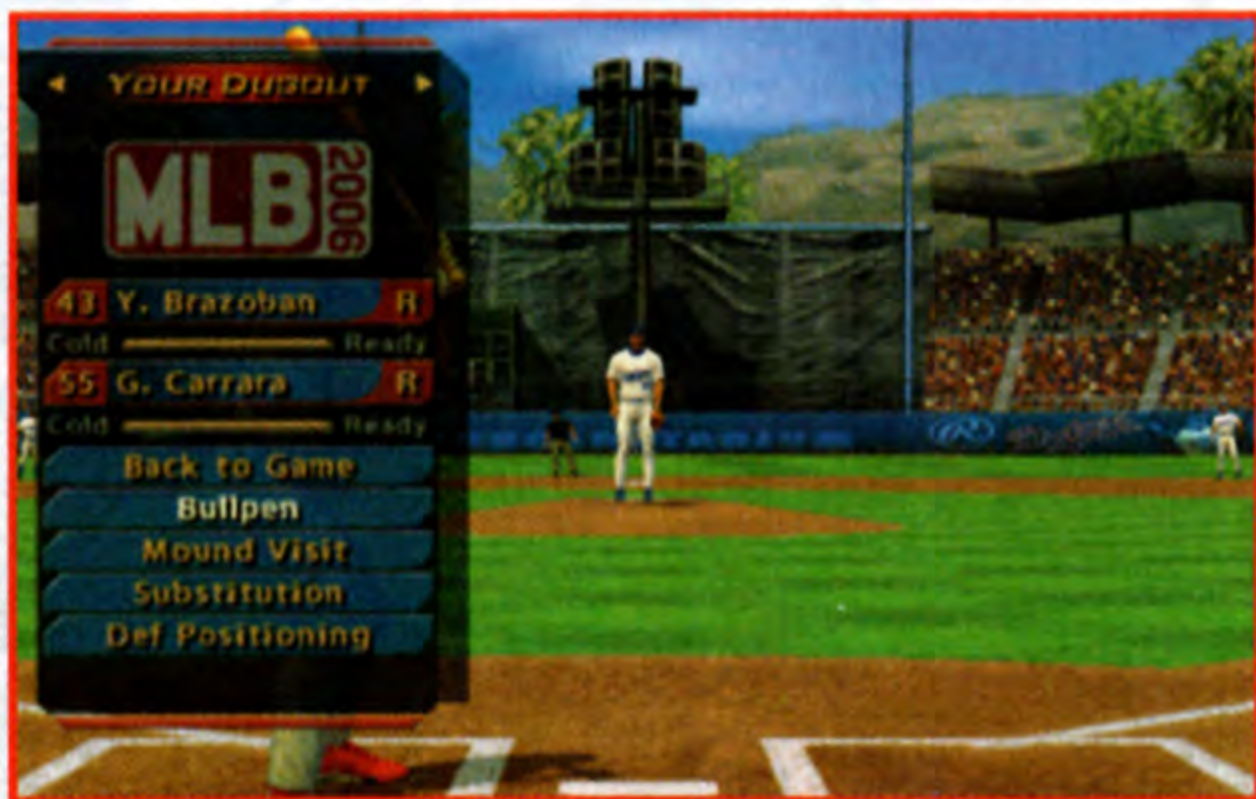 YOUR DUGOUT
MLB 2006
43 Y. Brazoban R
Cold Ready
55 G. Carrara R
Cold Ready
Back to Game
Bullpen
Mound Visit
Substitution
Def Positioning